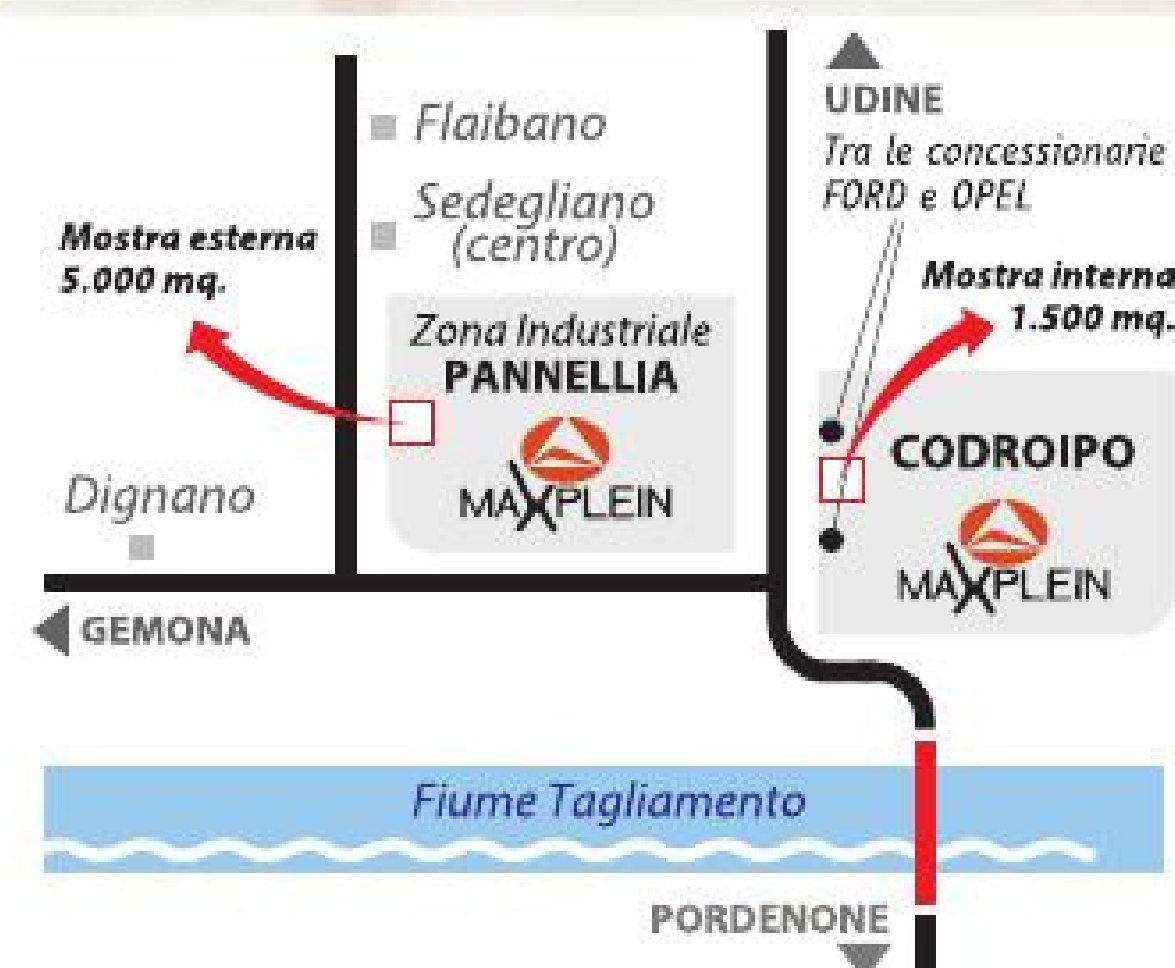 UDINE
Tra le concessionarie
FORD e OPEL
Flaibano
Sedegliano
(centro)
Mostra esterna
5.000 mq.
Mostra interna
1.500 mq.
Zona Industriale
PANNELLIA
MAXPLEIN
CODROIPO
MAXPLEIN
Dignano
GEMONA
Fiume Tagliamento
PORDENONE